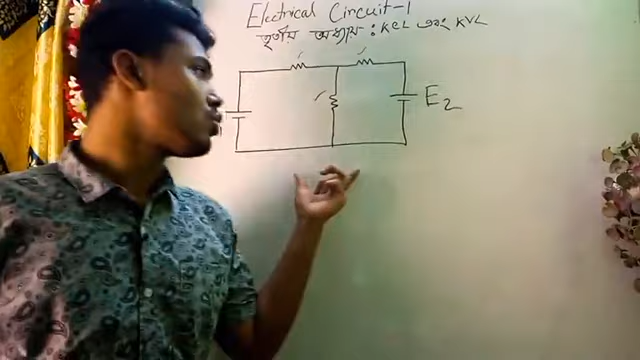 Electrical Circuit-1
তৃতীয় অধ্যায় : KCL এবং KVL
E2